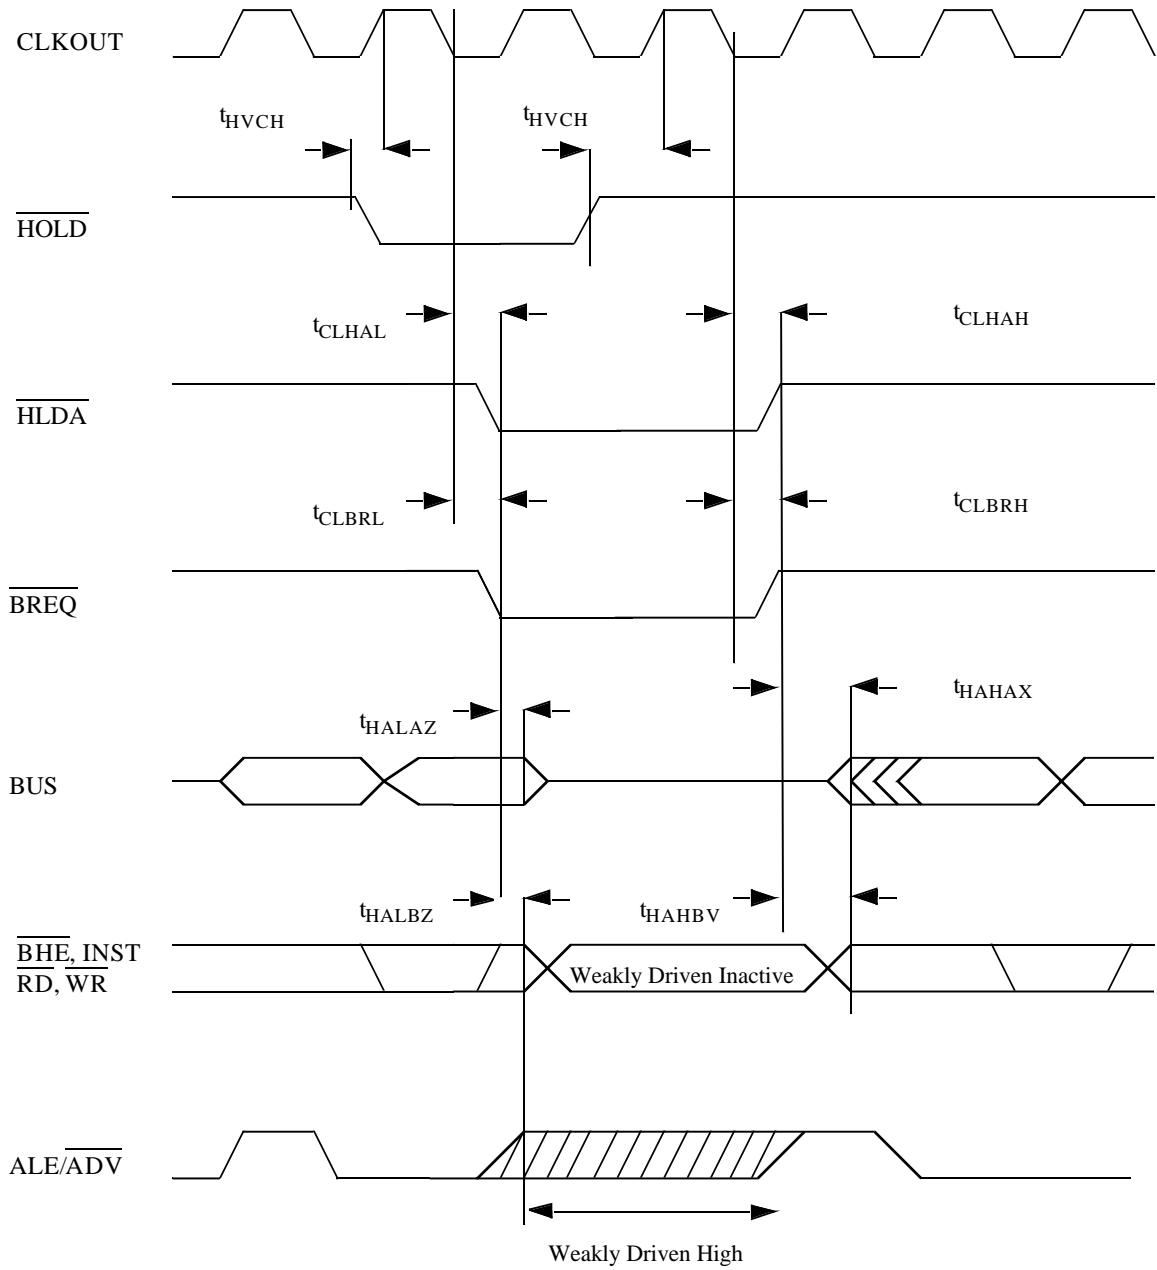 CLKOUT
tHVCH tHVCH
HOLD
tCLHAL tCLHAH
HLDA
tCLBRL tCLBRH
BREQ
tHAHAX
tHALAZ
BUS
tHALBZ tHAHBV
BHE, INST
RD, WR
Weakly Driven Inactive
ALE/ADV
Weakly Driven High